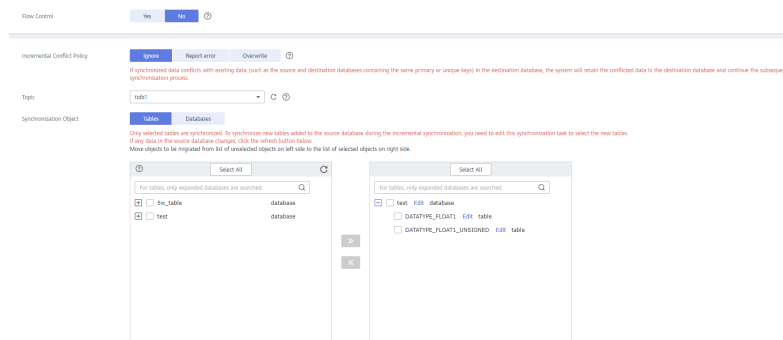 Flow Control
Yes No
Incremental Conflict Policy
Ignore Report error Overwrite
If synchronized data conflicts with existing data (such as the source and destination databases containing the same primary or unique keys) in the destination database, the system will retain the conflicted data in the destination database and continue the subseque
synchronization process.
Topic
tidb1
Synchronization Object
Tables Databases
Only selected tables are synchronized. To synchronize new tables added to the source database during the incremental synchronization, you need to edit this synchronization task to select the new tables.
If any data in the source database changes, click the refresh button below.
Move objects to be migrated from list of unselected objects on left side to the list of selected objects on right side.
Select All
For tables, only expanded databases are searched.
5w_table database
test database
Select All
For tables, only expanded databases are searched.
test Edit database
DATATYPE_FLOAT1 Edit table
DATATYPE_FLOAT1_UNSIGNED Edit table